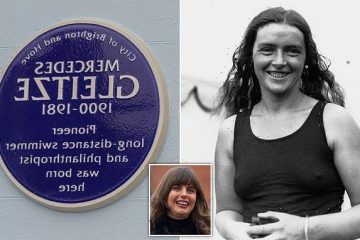 City of Brighton and Hove
MERCEDES
GLEITZE
1900-1981
Pioneer
long-distance swimmer
and philanthropist
was born
here